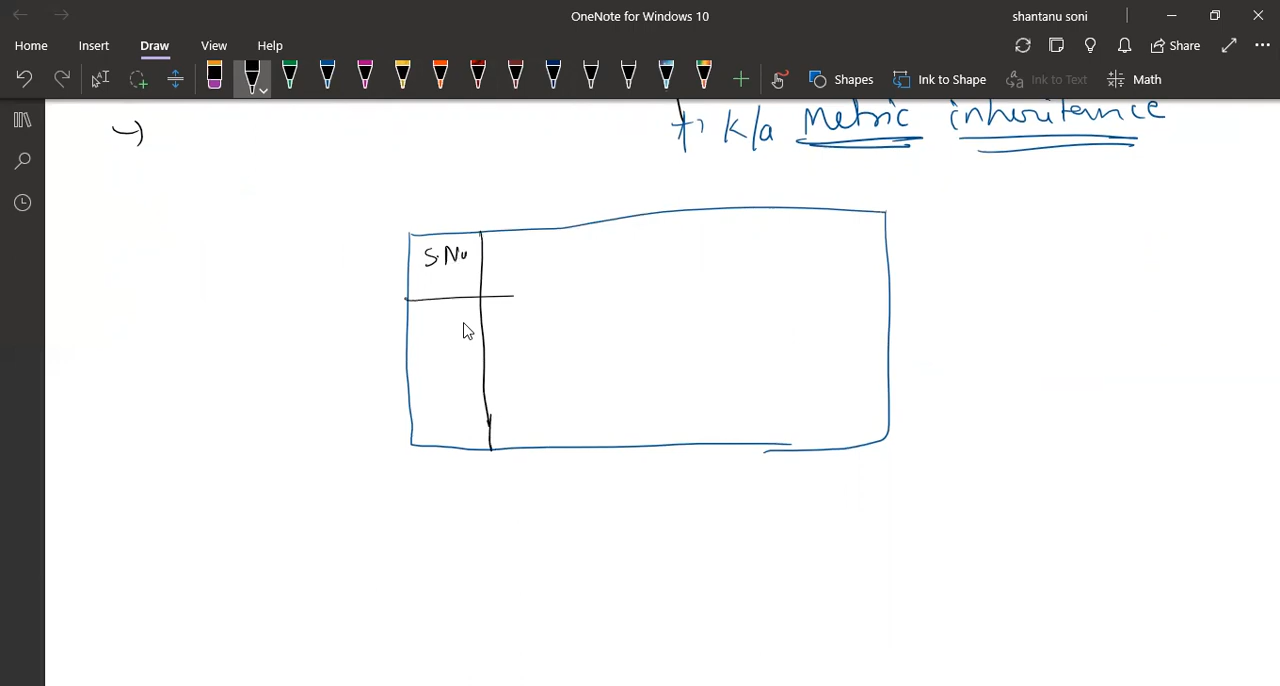 OneNote for Windows 10
shantanu soni
Home Insert Draw View Help
Share
Shapes
Ink to Shape
Ink to Text
Math
k/a Metric inheritance
S.No